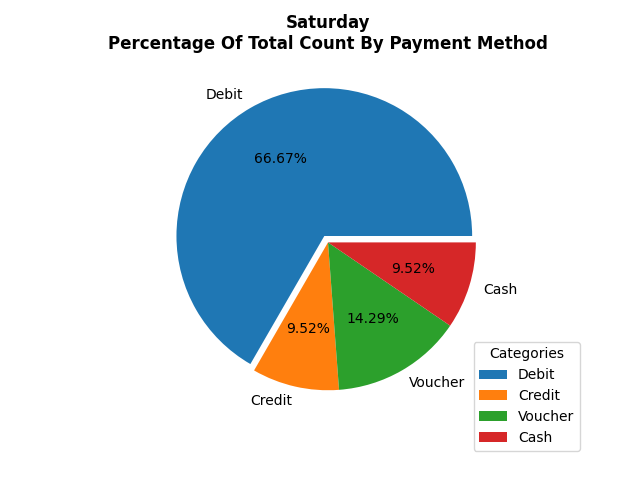 Saturday
Percentage Of Total Count By Payment Method
Debit
66.67%
9.52%
Cash
9.52%
14.29%
Voucher
Credit
Categories
Debit
Credit
Voucher
Cash